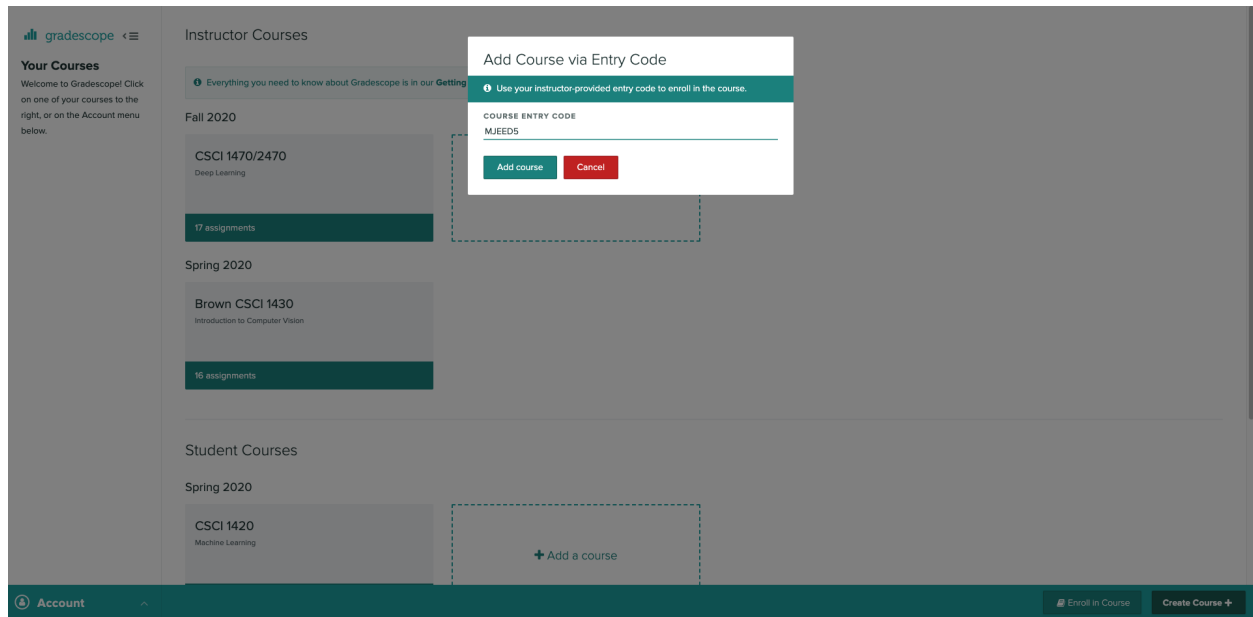 gradescope
Your Courses
Welcome to Gradescope! Click
on one of your courses to the
right, or on the Account menu
below.
Instructor Courses
Everything you need to know about Gradescope is in our Getting
Fall 2020
CSCI 1470/2470
Deep Learning
17 assignments
Spring 2020
Brown CSCI 1430
Introduction to Computer Vision
16 assignments
Student Courses
Spring 2020
CSCI 1420
Machine Learning
Add a course
Add Course via Entry Code
Use your instructor-provided entry code to enroll in the course.
COURSE ENTRY CODE
MJEED5
Add course Cancel
Account
Enroll in Course Create Course +